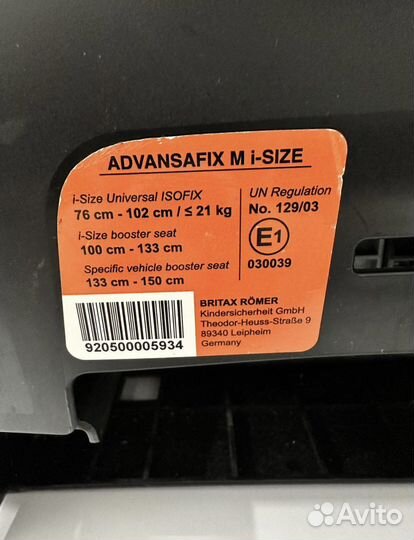 ADVANSAFIX M i-SIZE
i-Size Universal ISOFIX
76 cm - 102 cm / ≤ 21 kg
i-Size booster seat
100 cm - 133 cm
Specific vehicle booster seat
133 cm - 150 cm
UN Regulation
No. 129/03
E1
030039
BRITAX RÖMER
Kindersicherheit GmbH
Theodor-Heuss-Straße 9
89340 Leipheim
Germany
920500005934
Avito